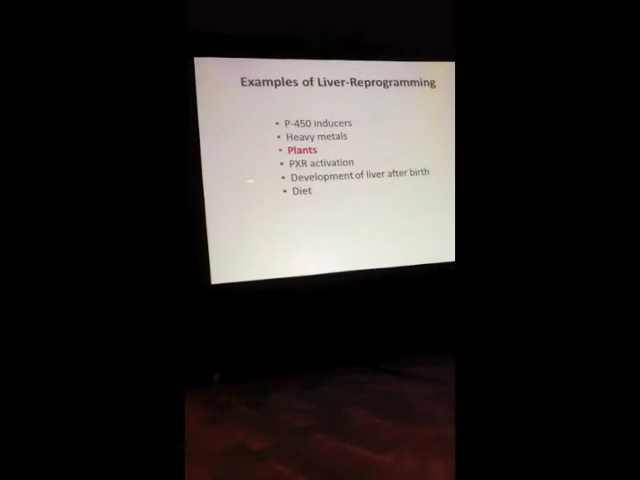 Examples of Liver-Reprogramming
• P-450 inducers
• Heavy metals
• Plants
• PXR activation
• Development of liver after birth
• Diet